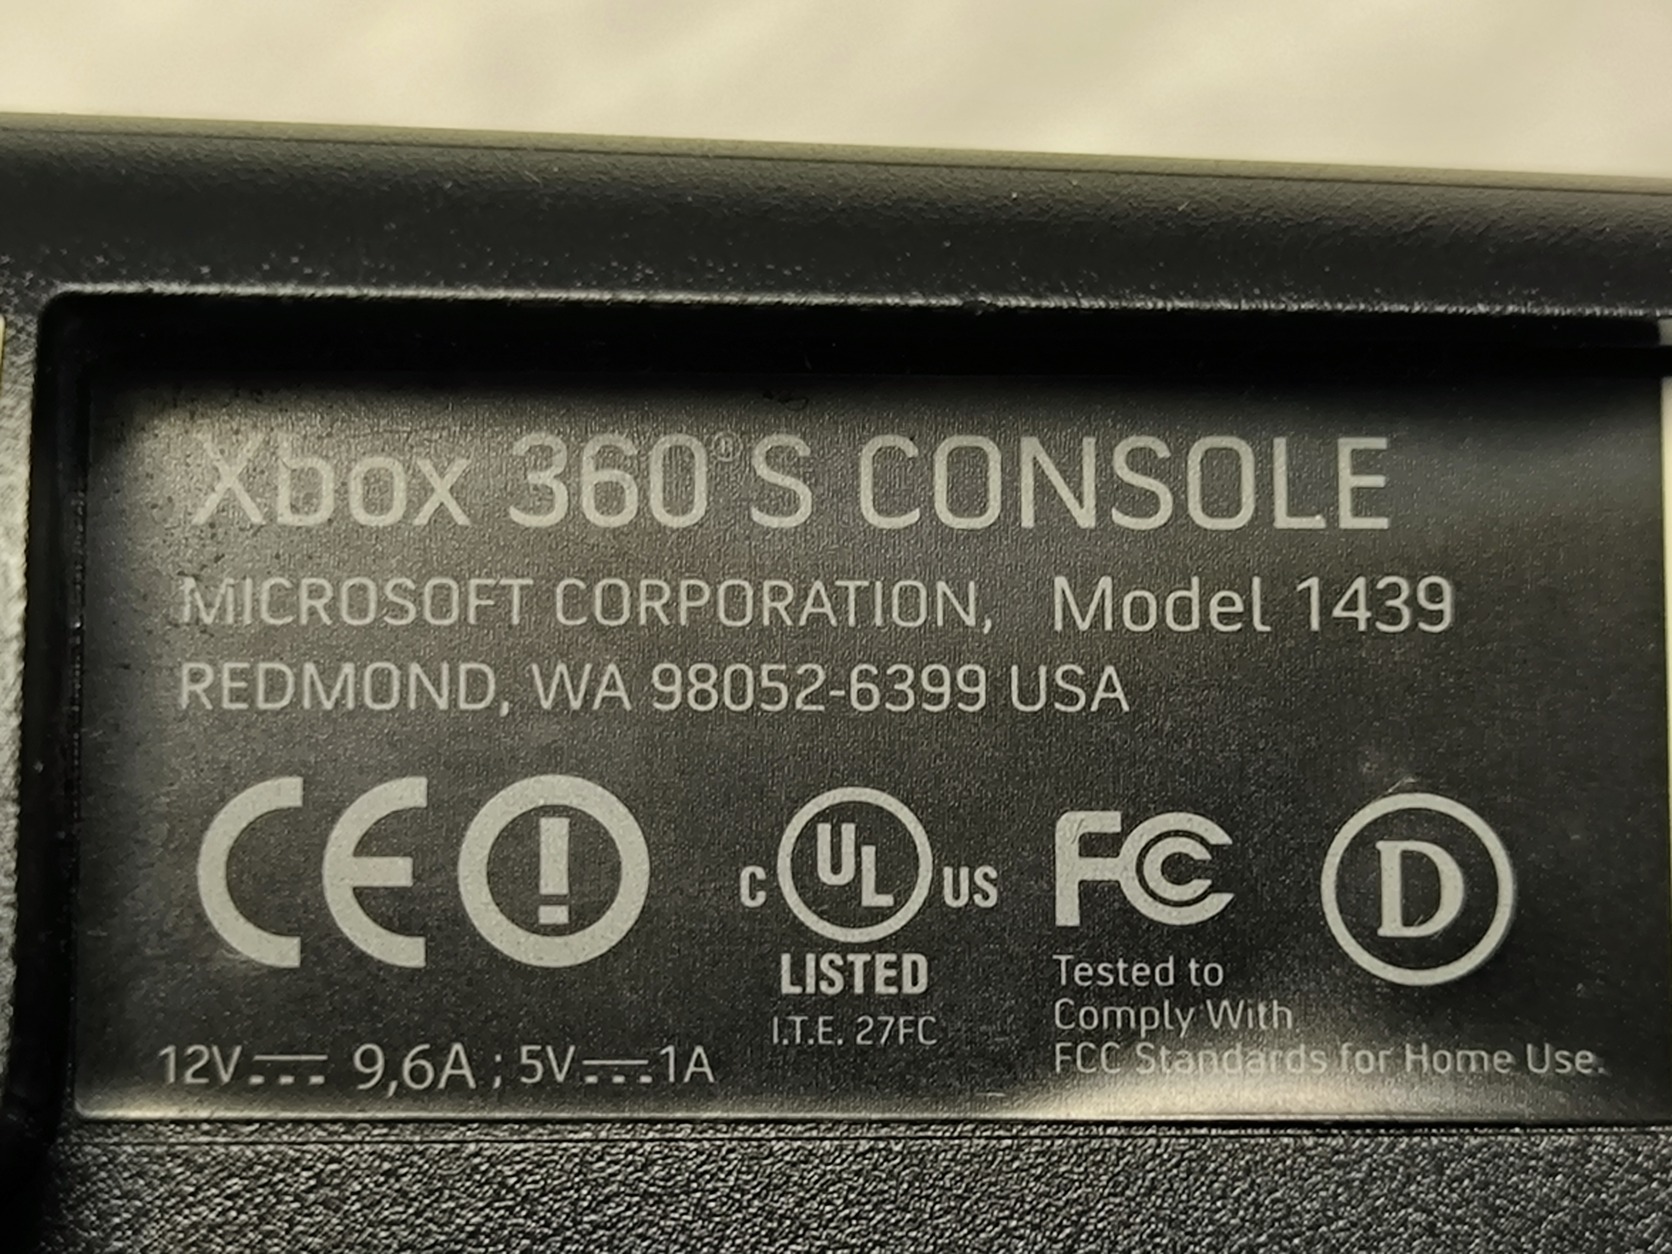 Xbox 360® S CONSOLE
MICROSOFT CORPORATION, Model 1439
REDMOND, WA 98052-6399 USA
CE
C UL US
LISTED
I.T.E. 27FC
FC
Tested to
Comply With
FCC Standards for Home Use.
D
12V⎓ 9,6A ; 5V⎓1A